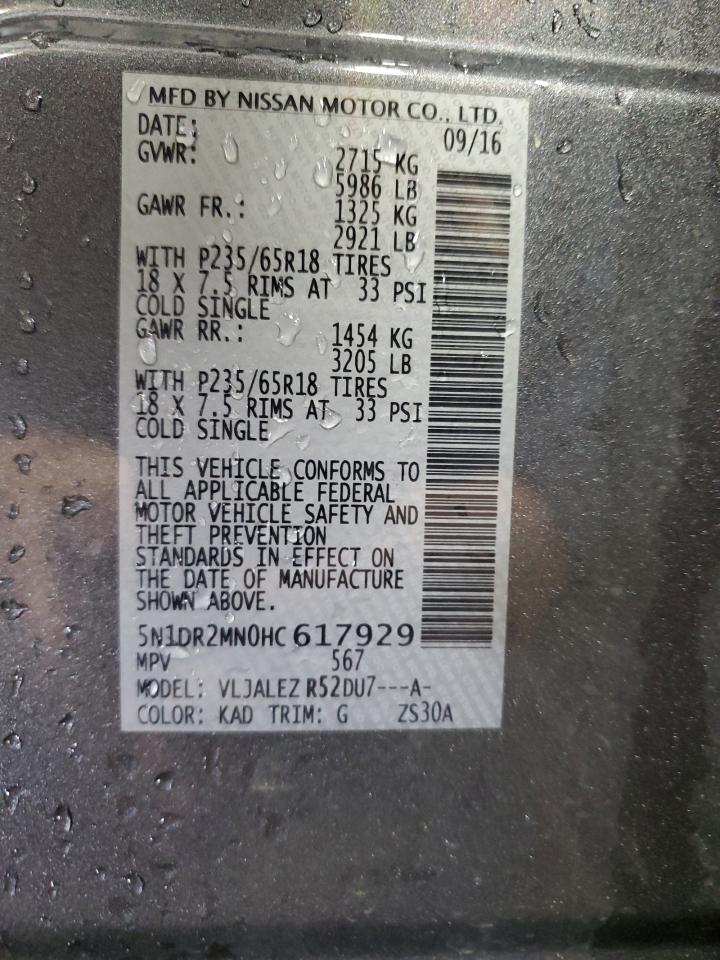 MFD BY NISSAN MOTOR CO., LTD.
DATE: 09/16
GVWR: 2715 KG
5986 LB
GAWR FR.: 1325 KG
2921 LB
WITH P235/65R18 TIRES
18 X 7.5 RIMS AT 33 PSI
COLD SINGLE
GAWR RR.: 1454 KG
3205 LB
WITH P235/65R18 TIRES
18 X 7.5 RIMS AT 33 PSI
COLD SINGLE
THIS VEHICLE CONFORMS TO
ALL APPLICABLE FEDERAL
MOTOR VEHICLE SAFETY AND
THEFT PREVENTION
STANDARDS IN EFFECT ON
THE DATE OF MANUFACTURE
SHOWN ABOVE.
5N1DR2MN0HC617929
MPV 567
MODEL: VLJALEZ R52DU7---A-
COLOR: KAD TRIM: G ZS30A